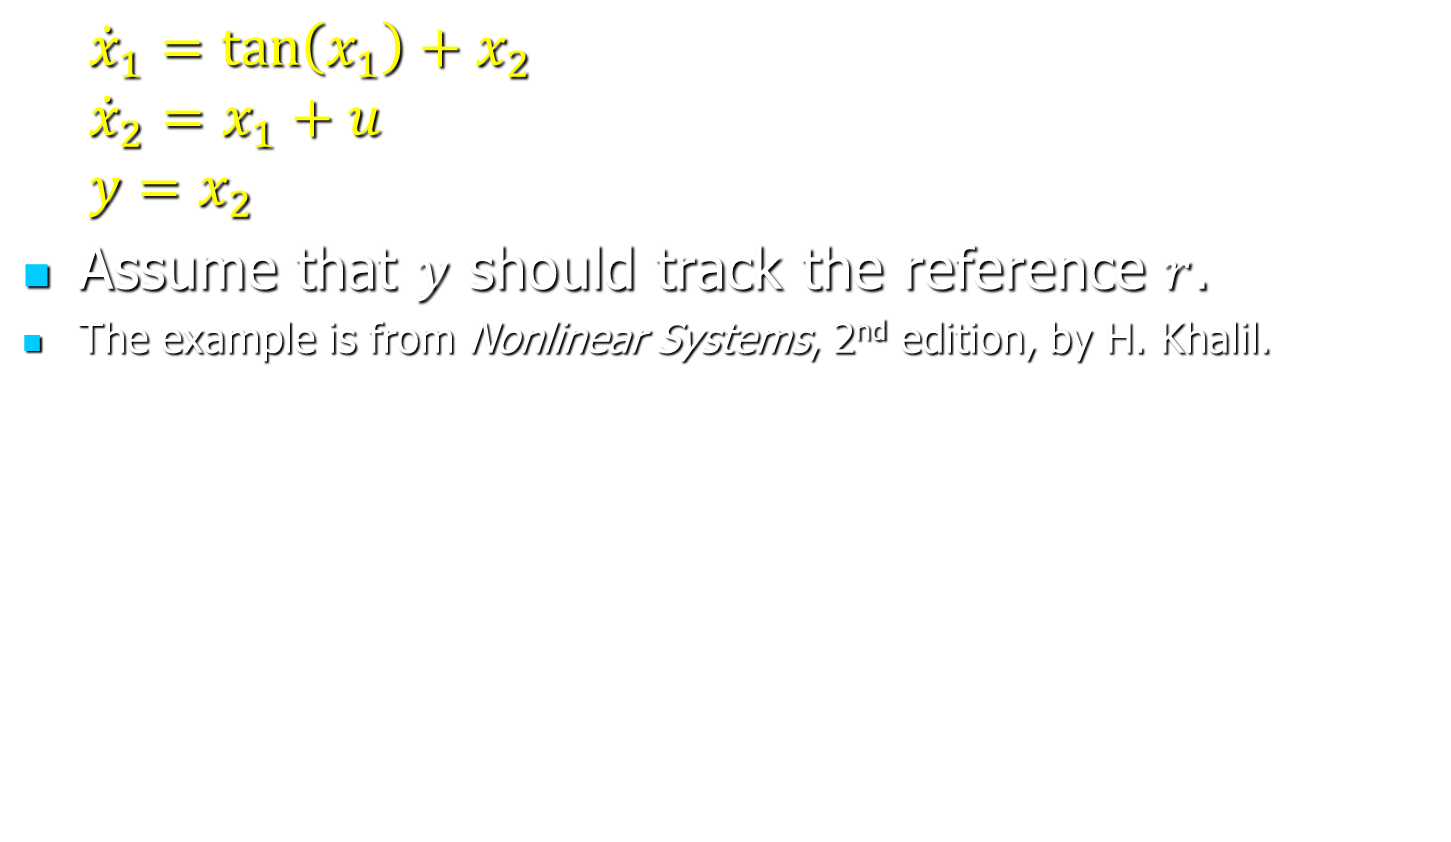 ẋ₁ = tan(x₁) + x₂
ẋ₂ = x₁ + u
y = x₂
Assume that y should track the reference r.
The example is from Nonlinear Systems, 2nd edition, by H. Khalil.